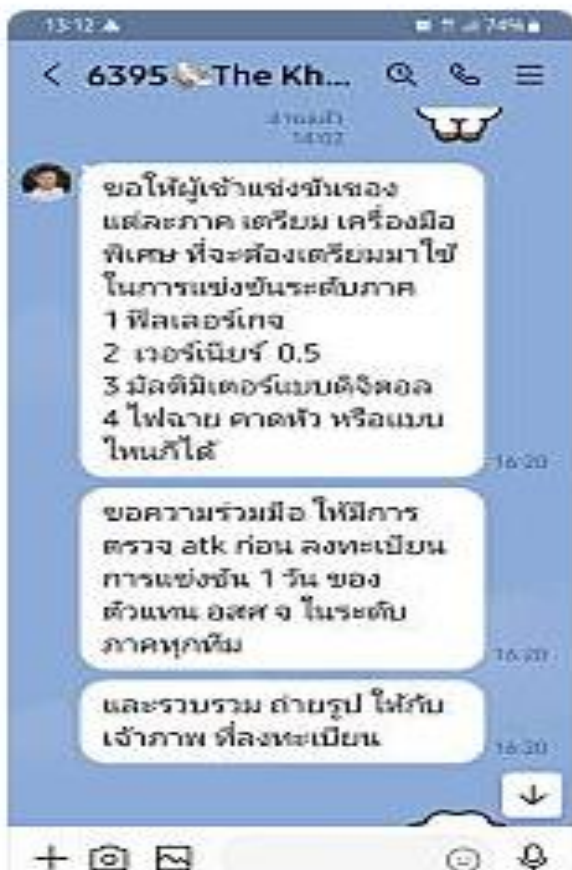 13:12
74%
6395 The Kh...
14:02
ขอให้ผู้เข้าแข่งขันของ
แต่ละภาค เตรียม เครื่องมือ
พิเศษ ที่จะต้องเตรียมมาใช้
ในการแข่งขันระดับภาค
1 ฟิลเลอร์เกจ
2 เวอร์เนียร์ 0.5
3 มัลติมิเตอร์แบบดิจิตอล
4 ไฟฉาย คาดหัว หรือแบบ
ไหนก็ได้
16:20
ขอความร่วมมือ ให้มีการ
ตรวจ atk ก่อน ลงทะเบียน
การแข่งขัน 1 วัน ของ
ตัวแทน อสศ จ ในระดับ
ภาคทุกทีม
16:20
และรวบรวม ถ่ายรูป ให้กับ
เจ้าภาพ ที่ลงทะเบียน
16:20